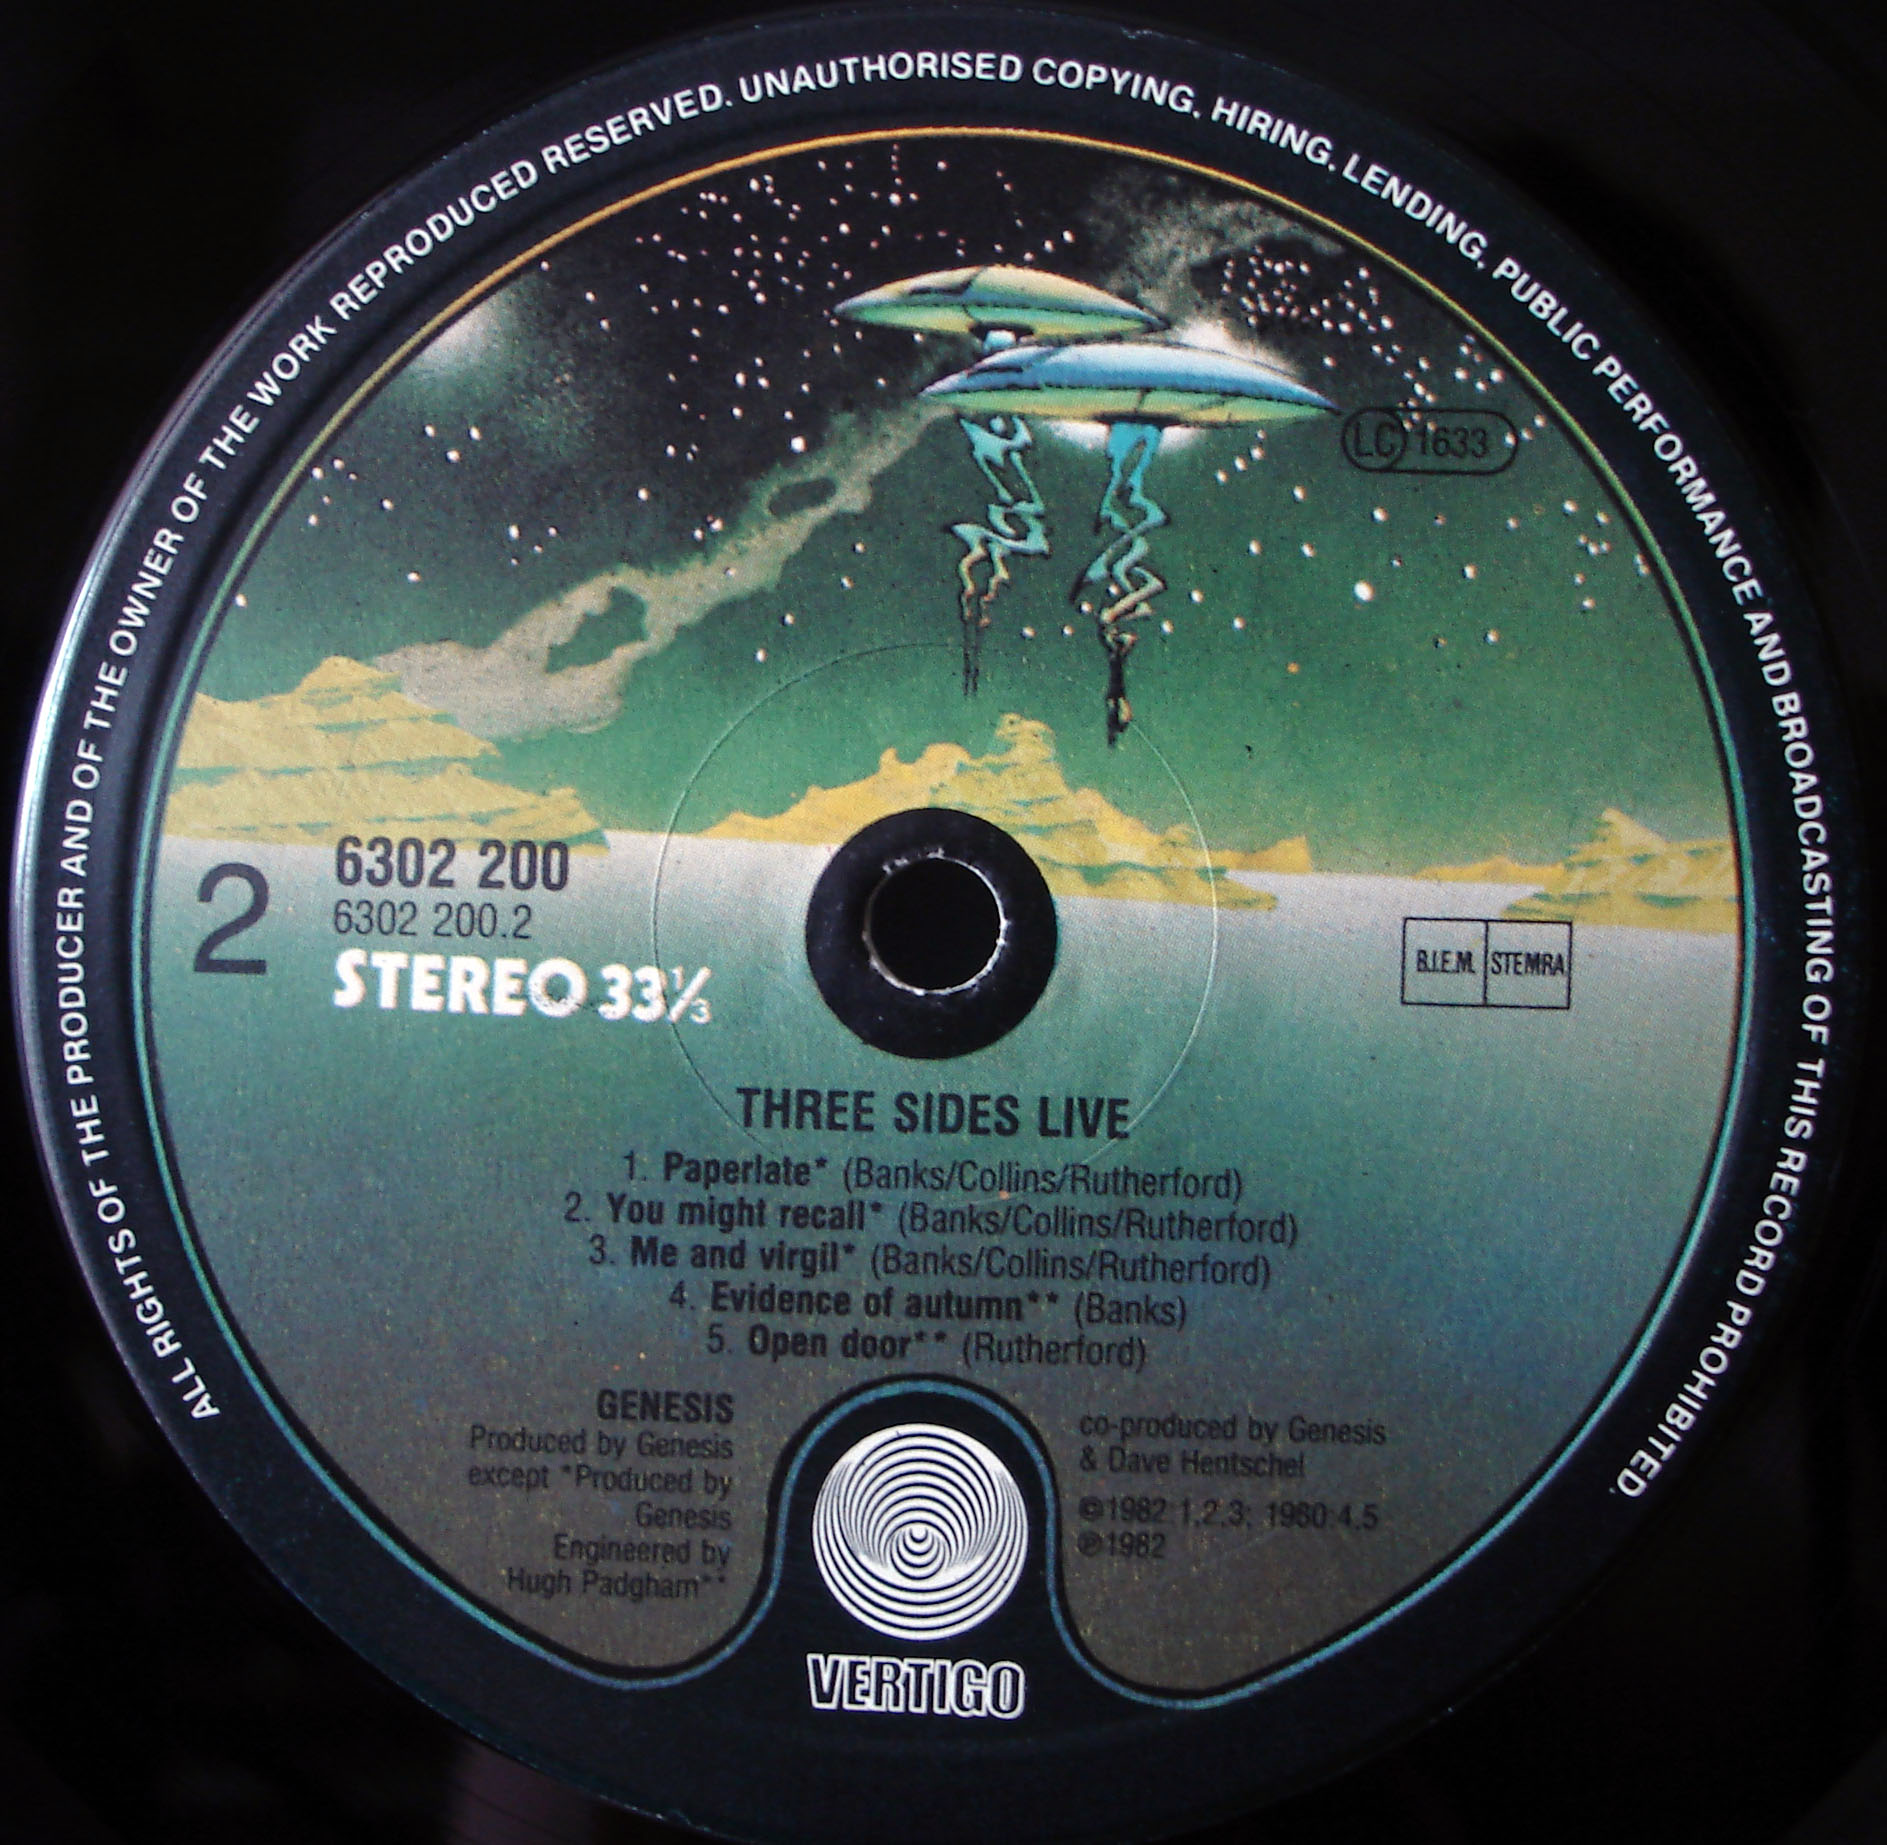 ALL RIGHTS OF THE PRODUCER AND OF THE OWNER OF THE WORK REPRODUCED RESERVED. UNAUTHORISED COPYING. HIRING. LENDING. PUBLIC PERFORMANCE AND BROADCASTING OF THIS RECORD PROHIBITED.
LC 1633
2
6302 200
6302 200.2
STEREO 33⅓
B.I.E.M. STEMRA
THREE SIDES LIVE
1. Paperlate* (Banks/Collins/Rutherford)
2. You might recall* (Banks/Collins/Rutherford)
3. Me and virgil* (Banks/Collins/Rutherford)
4. Evidence of autumn** (Banks)
5. Open door** (Rutherford)
GENESIS
Produced by Genesis
except *Produced by
Genesis
Engineered by
Hugh Padgham**
co-produced by Genesis
& Dave Hentschel
©1982 1,2,3; 1980:4.5
℗1982
VERTIGO